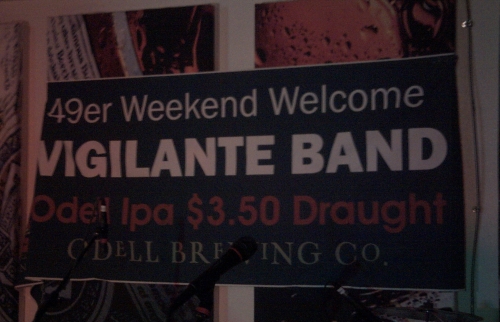 49er Weekend Welcome
VIGILANTE BAND
Odell Ipa $3.50 Draught
ODELL BREWING CO.